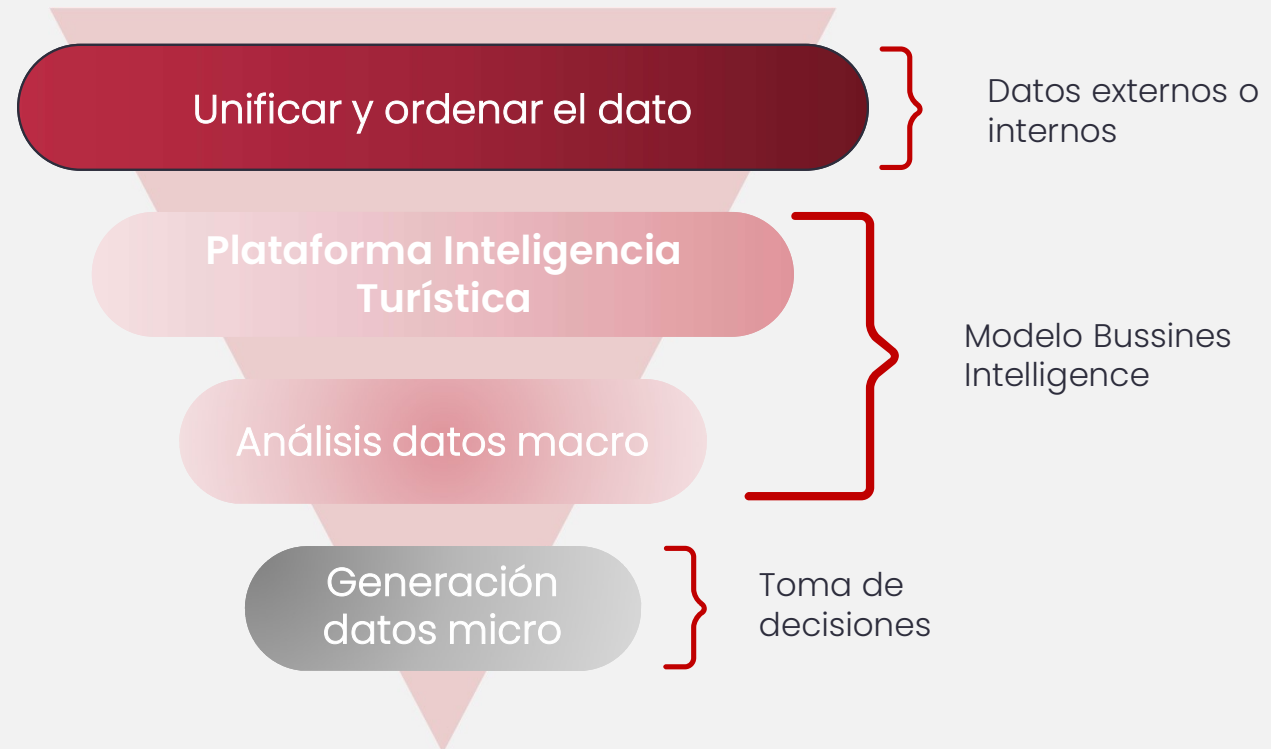 Unificar y ordenar el dato
Datos externos o
internos
Plataforma Inteligencia
Turística
Modelo Bussines
Intelligence
Análisis datos macro
Generación
datos micro
Toma de
decisiones